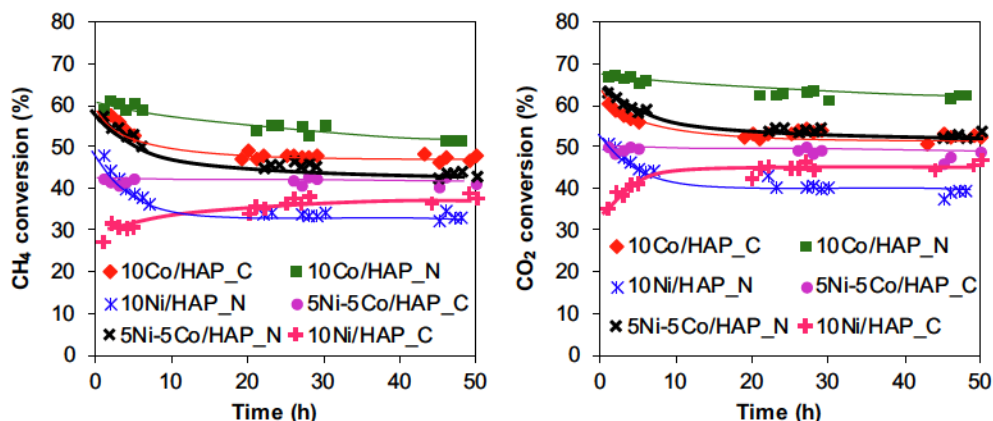 80
70
60
50
40
30
20
10
0
CH4 conversion (%)
10Co/HAP_C
10Co/HAP_N
10Ni/HAP_N
5Ni-5Co/HAP_C
5Ni-5Co/HAP_N
10Ni/HAP_C
0 10 20 30 40 50
Time (h)
80
70
60
50
40
30
20
10
0
CO2 conversion (%)
10Co/HAP_C
10Co/HAP_N
10Ni/HAP_N
5Ni-5Co/HAP_C
5Ni-5Co/HAP_N
10Ni/HAP_C
0 10 20 30 40 50
Time (h)